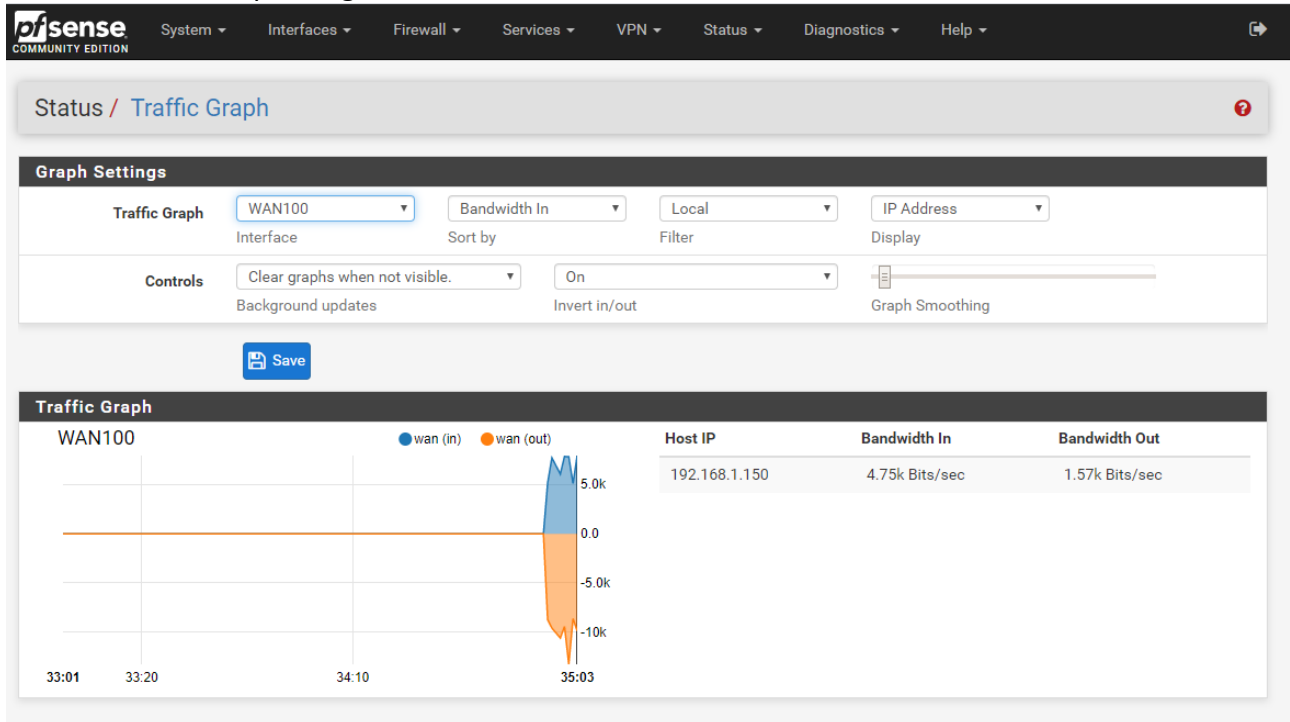 pfsense
COMMUNITY EDITION
System Interfaces Firewall Services VPN Status Diagnostics Help
Status / Traffic Graph
Graph Settings
Traffic Graph
WAN100 Bandwidth In Local IP Address
Interface Sort by Filter Display
Controls
Clear graphs when not visible. On
Background updates Invert in/out Graph Smoothing
Save
Traffic Graph
WAN100 wan (in) wan (out)
5.0k
0.0
-5.0k
-10k
33:01 33:20 34:10 35:03
Host IP Bandwidth In Bandwidth Out
192.168.1.150 4.75k Bits/sec 1.57k Bits/sec